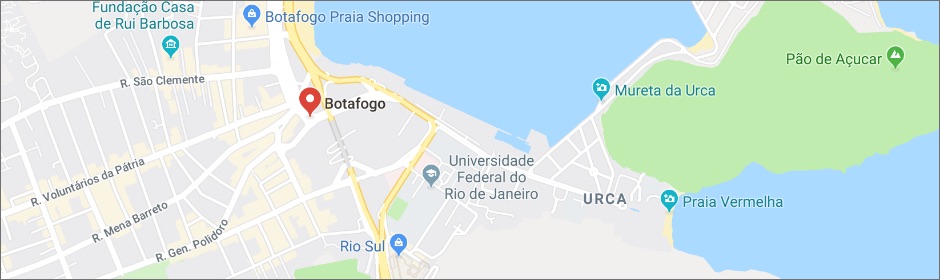 Fundação Casa
de Rui Barbosa
Botafogo Praia Shopping
Pão de Açucar
R. São Clemente
Mureta da Urca
Botafogo
R. Voluntários da Pátria
Universidade
Federal do
Rio de Janeiro
URCA
Praia Vermelha
R. Mena Barreto
R. Gen. Polidoro
Rio Sul